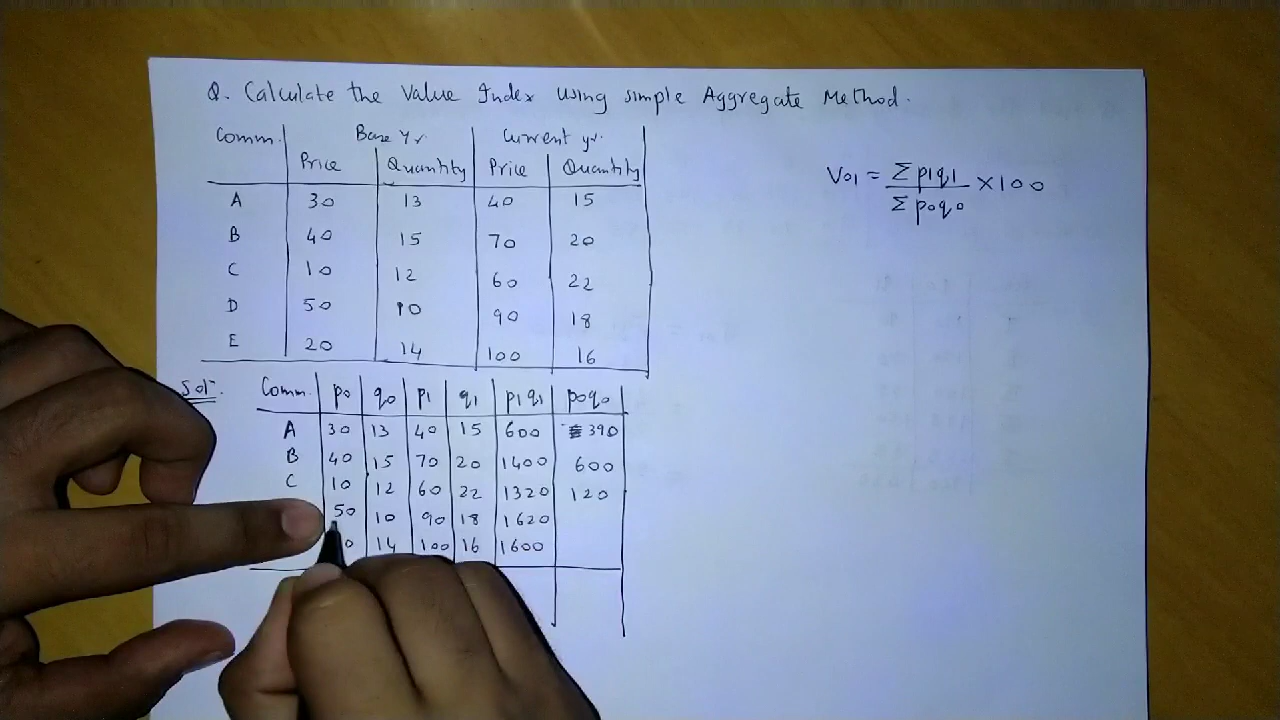 Q. Calculate the Value Index Using Simple Aggregate Method.
Comm. Base Yr. Current yr.
Price Quantity Price Quantity
A 30 13 40 15
B 40 15 70 20
C 10 12 60 22
D 50 10 90 18
E 20 14 100 16
V01 = Σ p1q1 / Σ p0q0 × 100
Sol.
Comm. p0 q0 p1 q1 p1q1 p0q0
A 30 13 40 15 600 390
B 40 15 70 20 1400 600
C 10 12 60 22 1320 120
50 10 90 18 1620
0 14 100 16 1600